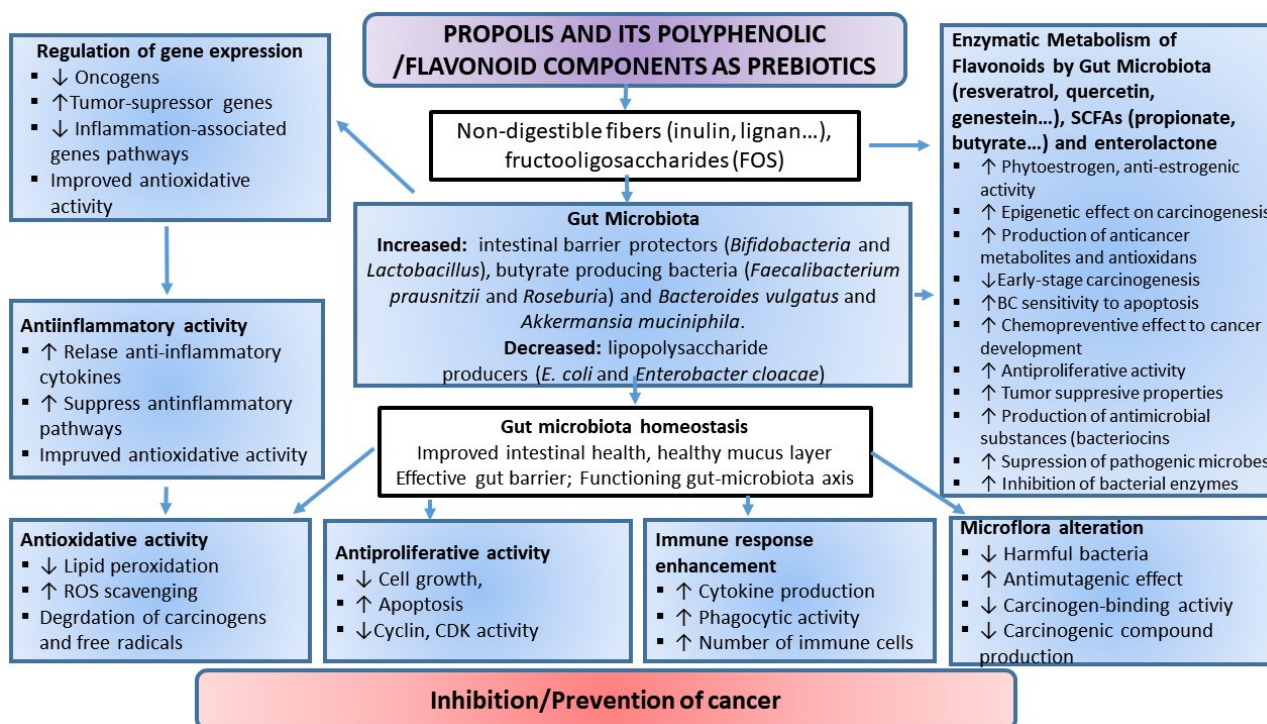 PROPOLIS AND ITS POLYPHENOLIC
/FLAVONOID COMPONENTS AS PREBIOTICS
Non-digestible fibers (inulin, lignan...),
fructooligosaccharides (FOS)
Regulation of gene expression
▪ ↓ Oncogens
▪ ↑Tumor-supressor genes
▪ ↓ Inflammation-associated
genes pathways
▪ Improved antioxidative
activity
Gut Microbiota
Increased: intestinal barrier protectors (Bifidobacteria and
Lactobacillus), butyrate producing bacteria (Faecalibacterium
prausnitzii and Roseburia) and Bacteroides vulgatus and
Akkermansia muciniphila.
Decreased: lipopolysaccharide
producers (E. coli and Enterobacter cloacae)
Enzymatic Metabolism of
Flavonoids by Gut Microbiota
(resveratrol, quercetin,
genestein...), SCFAs (propionate,
butyrate...) and enterolactone
▪ ↑ Phytoestrogen, anti-estrogenic
activity
▪ ↑ Epigenetic effect on carcinogenesis
▪ ↑ Production of anticancer
metabolites and antioxidans
▪ ↓Early-stage carcinogenesis
▪ ↑BC sensitivity to apoptosis
▪ ↑ Chemopreventive effect to cancer
development
▪ ↑ Antiproliferative activity
▪ ↑ Tumor suppresive properties
▪ ↑ Production of antimicrobial
substances (bacteriocins
▪ ↑ Supression of pathogenic microbes
▪ ↑ Inhibition of bacterial enzymes
Antiinflammatory activity
▪ ↑ Relase anti-inflammatory
cytokines
▪ ↑ Suppress antinflammatory
pathways
▪ Impruved antioxidative activity
Gut microbiota homeostasis
Improved intestinal health, healthy mucus layer
Effective gut barrier; Functioning gut-microbiota axis
Antioxidative activity
▪ ↓ Lipid peroxidation
▪ ↑ ROS scavenging
▪ Degrdation of carcinogens
and free radicals
Antiproliferative activity
▪ ↓ Cell growth,
▪ ↑ Apoptosis
▪ ↓Cyclin, CDK activity
Immune response
enhancement
▪ ↑ Cytokine production
▪ ↑ Phagocytic activity
▪ ↑ Number of immune cells
Microflora alteration
▪ ↓ Harmful bacteria
▪ ↑ Antimutagenic effect
▪ ↓ Carcinogen-binding activiy
▪ ↓ Carcinogenic compound
production
Inhibition/Prevention of cancer